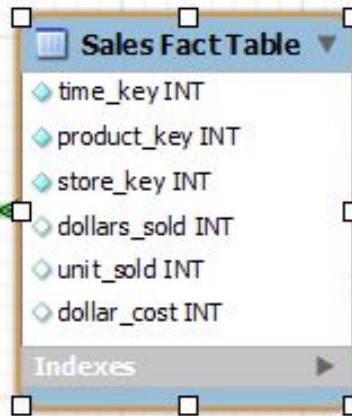 Sales Fact Table
time_key INT
product_key INT
store_key INT
dollars_sold INT
unit_sold INT
dollar_cost INT
Indexes